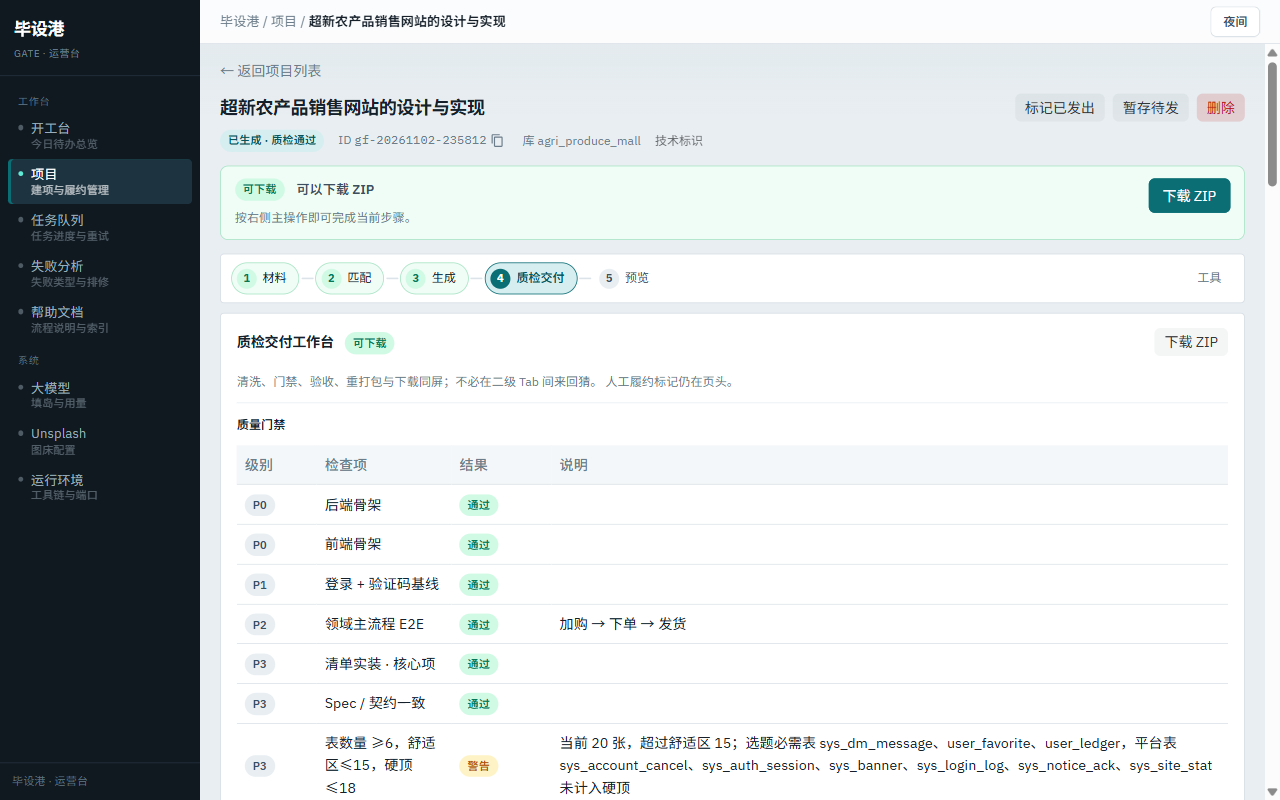 毕设港
GATE · 运营台
工作台
开工台
今日待办总览
项目
建项与履约管理
任务队列
任务进度与重试
失败分析
失败类型与排修
帮助文档
流程说明与索引
系统
大模型
填岛与用量
Unsplash
图床配置
运行环境
工具链与端口
毕设港 · 运营台
毕设港 / 项目 / 超新农产品销售网站的设计与实现
夜间
← 返回项目列表
超新农产品销售网站的设计与实现
标记已发出
暂存待发
删除
已生成 · 质检通过
ID gf-20261102-235812
库 agri_produce_mall
技术标识
可下载
可以下载 ZIP
按右侧主操作即可完成当前步骤。
下载 ZIP
1 材料
2 匹配
3 生成
4 质检交付
5 预览
工具
质检交付工作台
可下载
下载 ZIP
清洗、门禁、验收、重打包与下载同屏；不必在二级 Tab 间来回猜。 人工履约标记仍在页头。
质量门禁
级别 检查项 结果 说明
P0 后端骨架 通过
P0 前端骨架 通过
P1 登录 + 验证码基线 通过
P2 领域主流程 E2E 通过 加购 → 下单 → 发货
P3 清单实装 · 核心项 通过
P3 Spec / 契约一致 通过
P3
表数量 ≥6，舒适
区≤15，硬顶
≤18
警告
当前 20 张，超过舒适区 15；选题必需表 sys_dm_message、user_favorite、user_ledger，平台表
sys_account_cancel、sys_auth_session、sys_banner、sys_login_log、sys_notice_ack、sys_site_stat
未计入硬顶